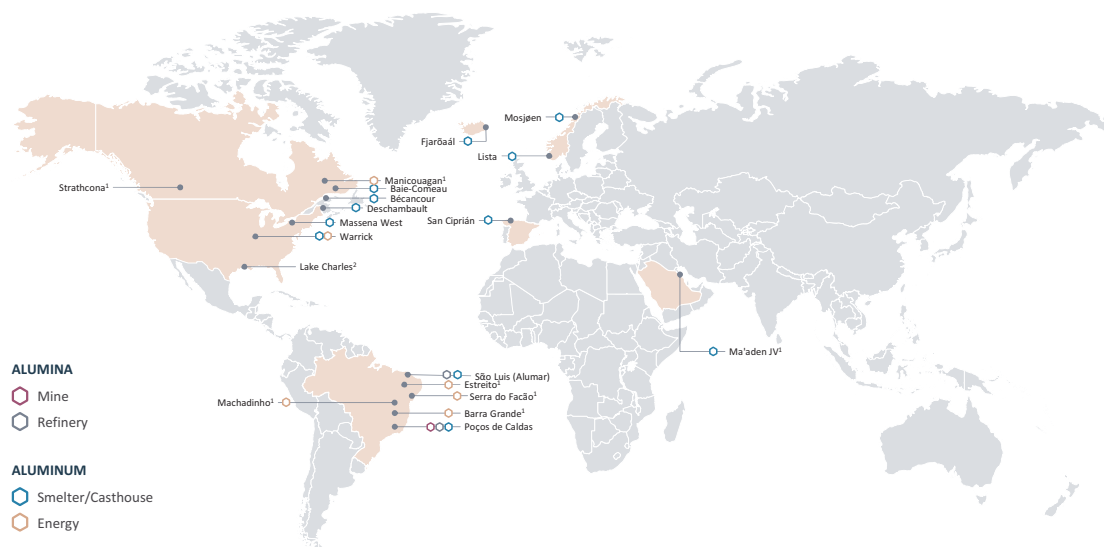 Mosjøen
Fjarõaál
Lista
Manicouagan¹
Strathcona¹
Baie-Comeau
Bécancour
Deschambault
San Ciprián
Massena West
Warrick
Lake Charles²
Ma'aden JV¹
ALUMINA
Mine
Refinery
São Luis (Alumar)
Estreito¹
Serra do Facão¹
Machadinho¹
Barra Grande¹
Poços de Caldas
ALUMINUM
Smelter/Casthouse
Energy